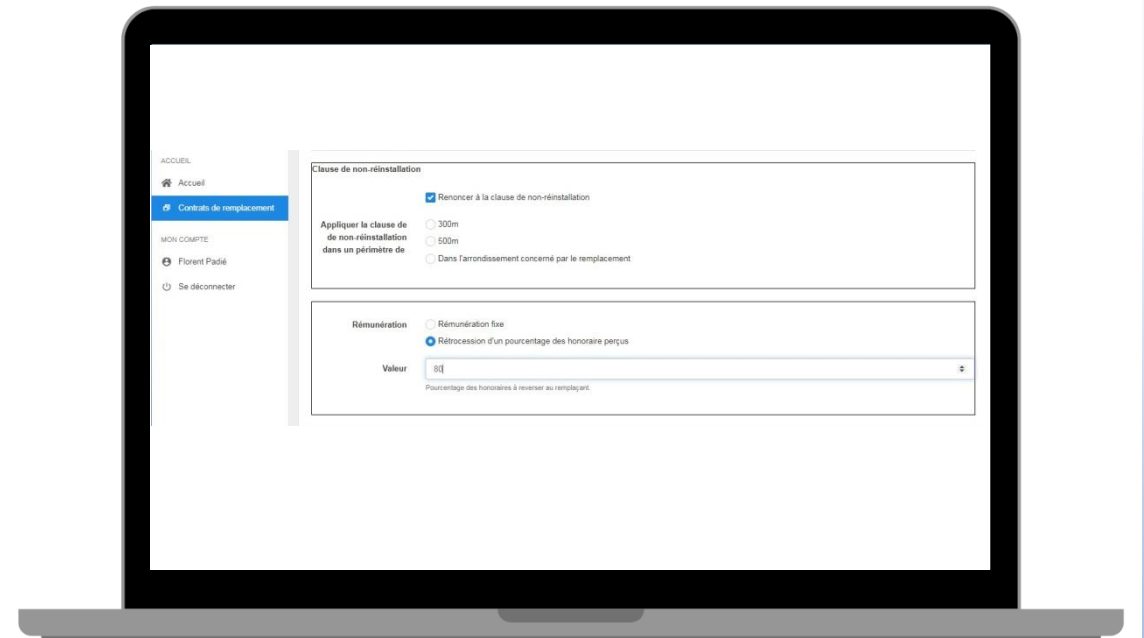 ACCUEIL
Accueil
Contrats de remplacement
MON COMPTE
Florent Padié
Se déconnecter
Clause de non-réinstallation
Renoncer à la clause de non-réinstallation
Appliquer la clause de
de non-réinstallation
dans un périmètre de
300m
500m
Dans l'arrondissement concerné par le remplacement
Rémunération
Rémunération fixe
Rétrocession d'un pourcentage des honoraire perçus
Valeur
80
Pourcentage des honoraires à reverser au remplaçant.